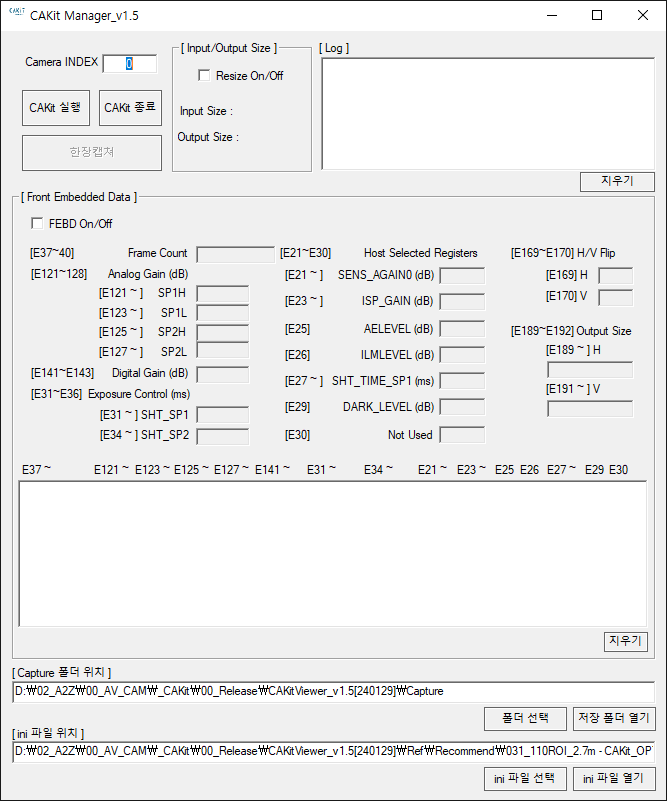 CAKit
CAKit Manager_v1.5
Camera INDEX 0
CAKit 실행 CAKit 종료
한장캡쳐
[ Input/Output Size ]
Resize On/Off
Input Size :
Output Size :
[ Log ]
지우기
[ Front Embedded Data ]
FEBD On/Off
[E37~40] Frame Count
[E121~128] Analog Gain (dB)
[E121 ~ ] SP1H
[E123 ~ ] SP1L
[E125 ~ ] SP2H
[E127 ~ ] SP2L
[E141~E143] Digital Gain (dB)
[E31~E36] Exposure Control (ms)
[E31 ~ ] SHT_SP1
[E34 ~ ] SHT_SP2
[E21~E30] Host Selected Registers
[E21 ~ ] SENS_AGAIN0 (dB)
[E23 ~ ] ISP_GAIN (dB)
[E25] AELEVEL (dB)
[E26] ILMLEVEL (dB)
[E27 ~ ] SHT_TIME_SP1 (ms)
[E29] DARK_LEVEL (dB)
[E30] Not Used
[E169~E170] H/V Flip
[E169] H
[E170] V
[E189~E192] Output Size
[E189 ~ ] H
[E191 ~ ] V
E37 ~ E121 ~ E123 ~ E125 ~ E127 ~ E141 ~ E31 ~ E34 ~ E21 ~ E23 ~ E25 E26 E27 ~ E29 E30
지우기
[ Capture 폴더 위치 ]
D:₩02_A2Z₩00_AV_CAM₩_CAKit₩00_Release₩CAKitViewer_v1.5[240129]₩Capture
폴더 선택 저장 폴더 열기
[ ini 파일 위치 ]
D:₩02_A2Z₩00_AV_CAM₩_CAKit₩00_Release₩CAKitViewer_v1.5[240129]₩Ref₩Recommend₩031_110ROI_2.7m - CAKit_OP
ini 파일 선택 ini 파일 열기